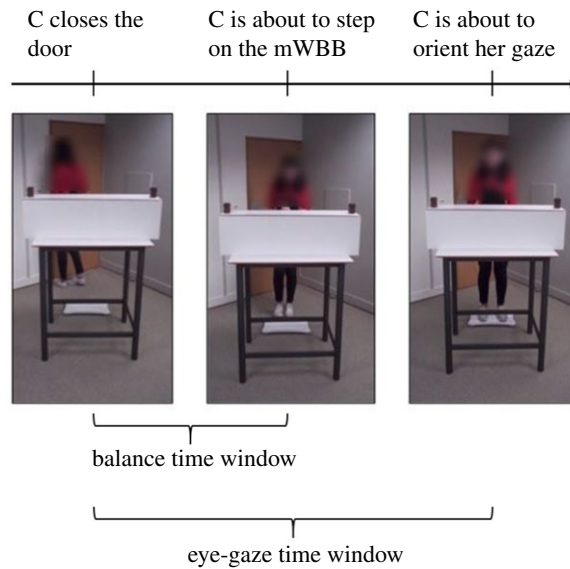 C closes the
door
C is about to step
on the mWBB
C is about to
orient her gaze
balance time window
eye-gaze time window